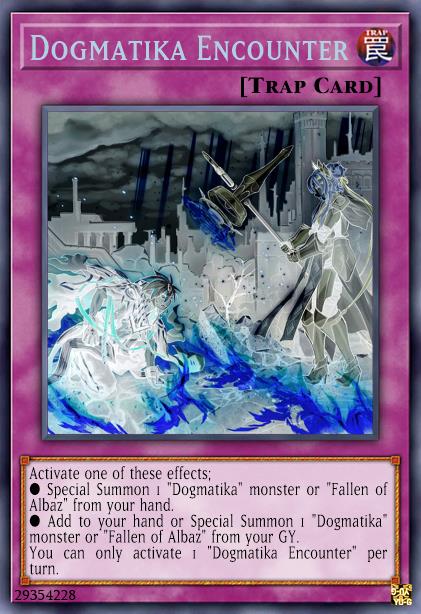 Dogmatika Encounter
TRAP
罠
[Trap Card]
Activate one of these effects;
● Special Summon 1 "Dogmatika" monster or "Fallen of
Albaz" from your hand.
● Add to your hand or Special Summon 1 "Dogmatika"
monster or "Fallen of Albaz" from your GY.
You can only activate 1 "Dogmatika Encounter" per
turn.
29354228